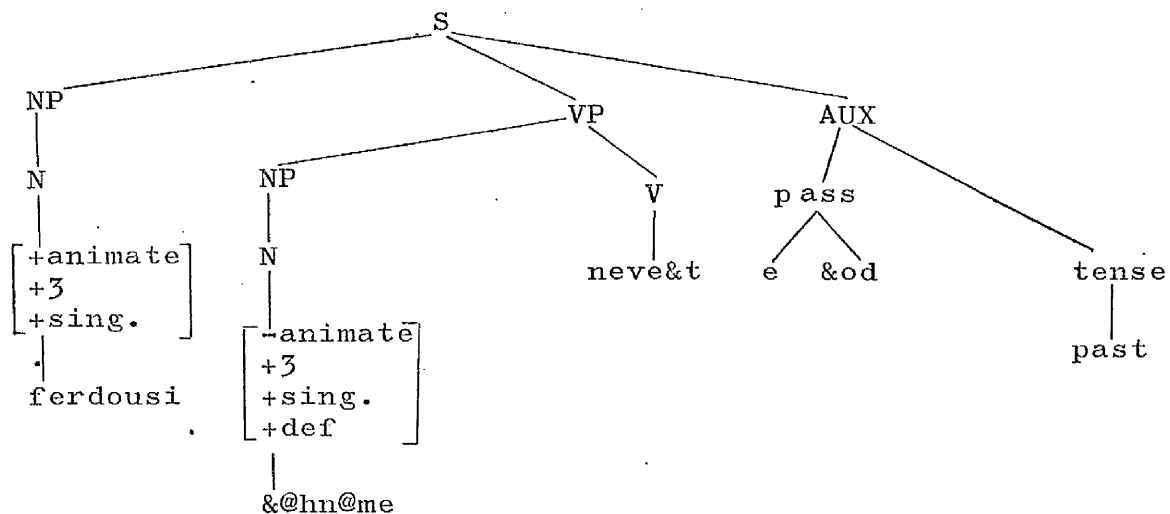 S
NP VP AUX
N NP V pass
[+animate N neve&t e &od tense
+3
+sing.] [-animate past
ferdousi +3
+sing.
+def]
&@hn@me